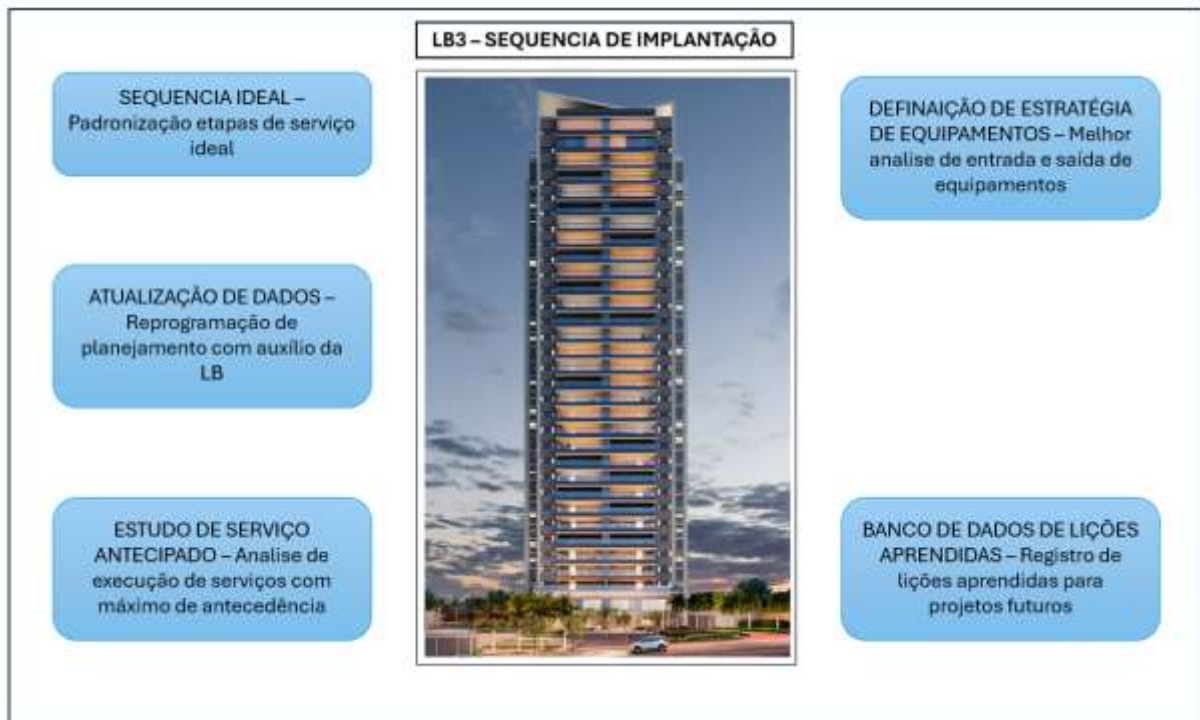 LB3 – SEQUENCIA DE IMPLANTAÇÃO
SEQUENCIA IDEAL –
Padronização etapas de serviço
ideal
ATUALIZAÇÃO DE DADOS –
Reprogramação de
planejamento com auxílio da
LB
ESTUDO DE SERVIÇO
ANTECIPADO – Analise de
execução de serviços com
máximo de antecedência
DEFINAIÇÃO DE ESTRATÉGIA
DE EQUIPAMENTOS – Melhor
analise de entrada e saída de
equipamentos
BANCO DE DADOS DE LIÇÕES
APRENDIDAS – Registro de
lições aprendidas para
projetos futuros